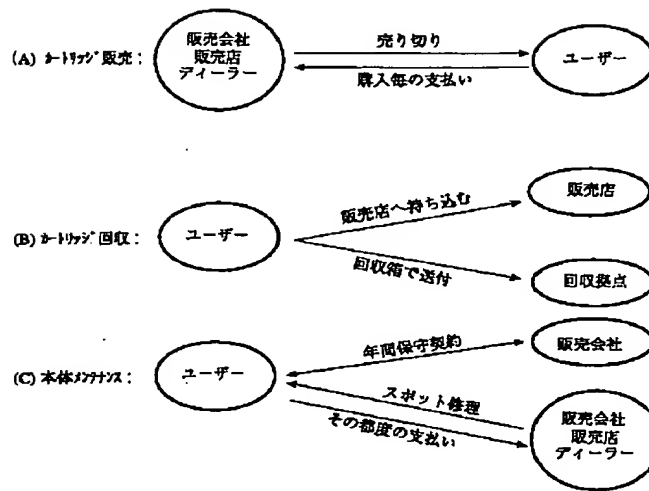 (A) カートリッジ販売：
販売会社
販売店
ディーラー
売り切り
購入毎の支払い
ユーザー
(B) カートリッジ回収：
ユーザー
販売店へ持ち込む
回収箱で送付
販売店
回収拠点
(C) 本体メンテナンス：
ユーザー
年間保守契約
スポット修理
その都度の支払い
販売会社
販売会社
販売店
ディーラー